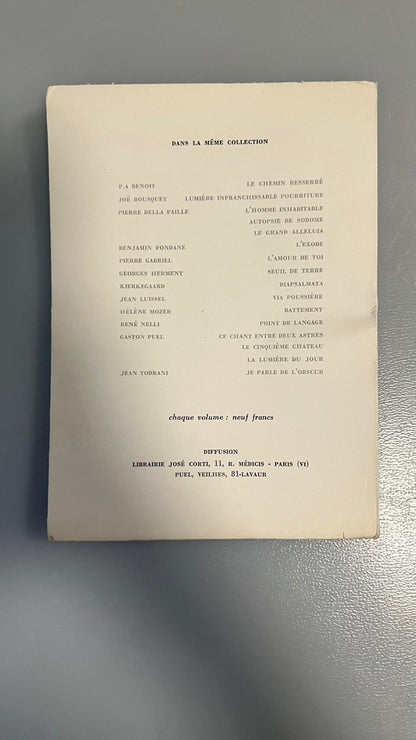 DANS LA MÊME COLLECTION
P.A BENOIT LE CHEMIN RESSERRÉ
JOË BOUSQUET LUMIÈRE INFRANCHISSABLE POURRITURE
PIERRE DELLA FAILLE L'HOMME INHABITABLE
AUTOPSIE DE SODOME
LE GRAND ALLELUIA
BENJAMIN FONDANE L'EXODE
PIERRE GABRIEL L'AMOUR DE TOI
GEORGES HERMENT SEUIL DE TERRE
KIERKEGAARD DIAPSALMATA
JEAN LUISSEL VIA POUSSIÈRE
HÉLÈNE MOZER BATTEMENT
RENÉ NELLI POINT DE LANGAGE
GASTON PUEL CE CHANT ENTRE DEUX ASTRES
LE CINQUIÈME CHATEAU
LA LUMIÈRE DU JOUR
JEAN TORRANI JE PARLE DE L'OBSCUR
chaque volume : neuf francs
DIFFUSION
LIBRAIRIE JOSÉ CORTI, 11, R. MÉDICIS - PARIS (VI)
PUEL, VEILHES, 81-LAVAUR